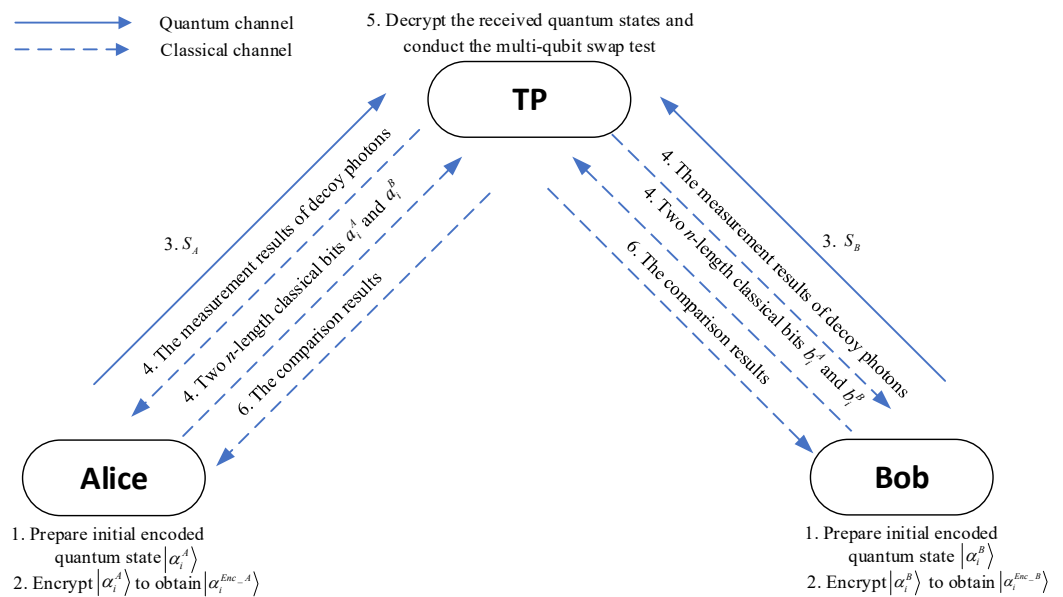 Quantum channel
Classical channel
5. Decrypt the received quantum states and
conduct the multi-qubit swap test
TP
3. S_A
4. The measurement results of decoy photons
4. Two n-length classical bits a_i^A and a_i^B
6. The comparison results
4. The measurement results of decoy photons
4. Two n-length classical bits b_i^A and b_i^B
6. The comparison results
3. S_B
Alice
1. Prepare initial encoded
quantum state |α_i^A⟩
2. Encrypt |α_i^A⟩ to obtain |α_i^{Enc_A}⟩
Bob
1. Prepare initial encoded
quantum state |α_i^B⟩
2. Encrypt |α_i^B⟩ to obtain |α_i^{Enc_B}⟩